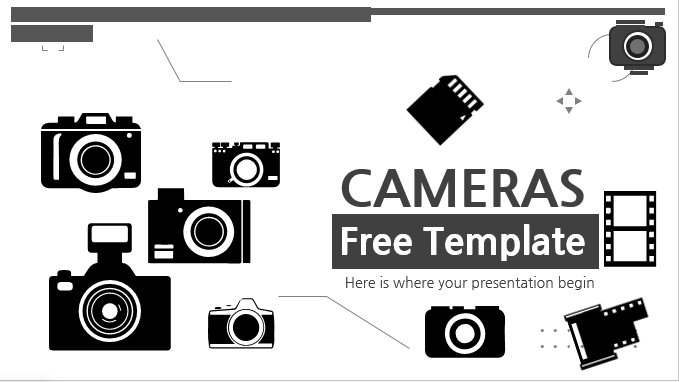 CAMERAS
Free Template
Here is where your presentation begin